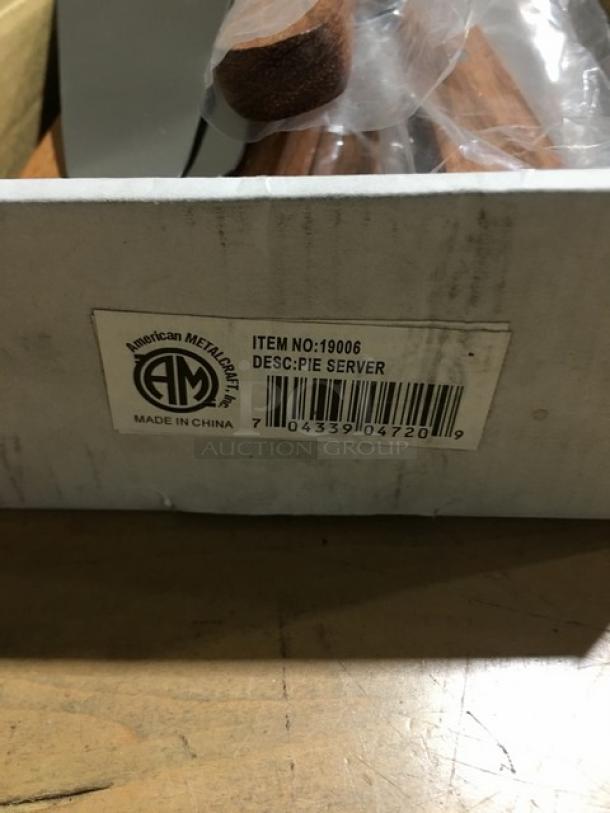 American METALCRAFT, Inc.
AM
MADE IN CHINA
ITEM NO:19006
DESC:PIE SERVER
7 04339 04720 9
AUCTION GROUP